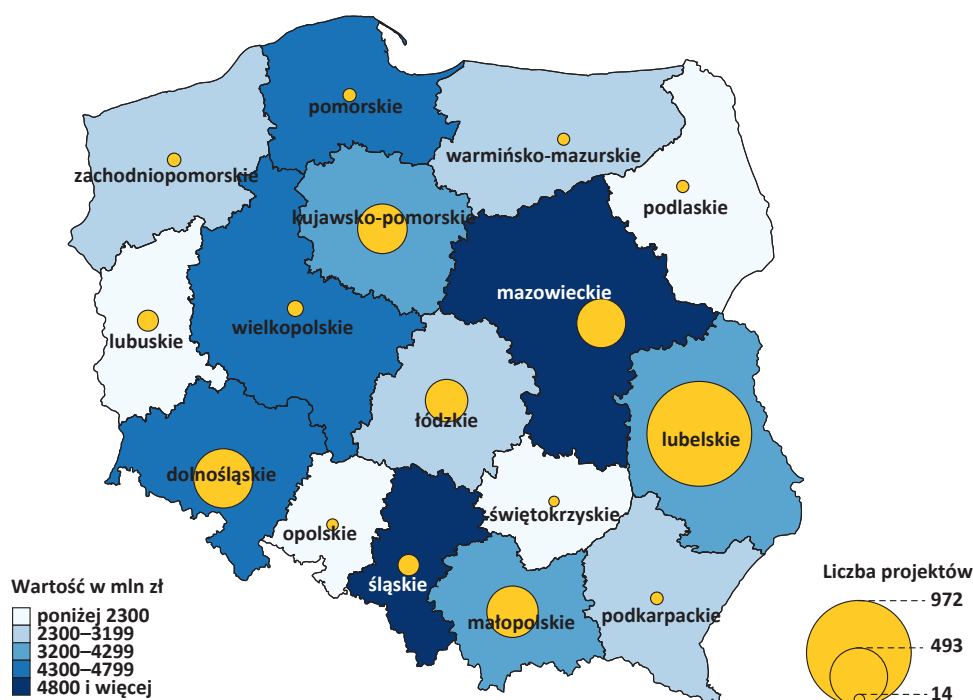 pomorskie
warmińsko-mazurskie
zachodniopomorskie
podlaskie
kujawsko-pomorskie
mazowieckie
wielkopolskie
lubuskie
łódzkie
lubelskie
dolnośląskie
świętokrzyskie
opolskie
śląskie
małopolskie
podkarpackie
Wartość w mln zł
poniżej 2300
2300–3199
3200–4299
4300–4799
4800 i więcej
Liczba projektów
972
493
14